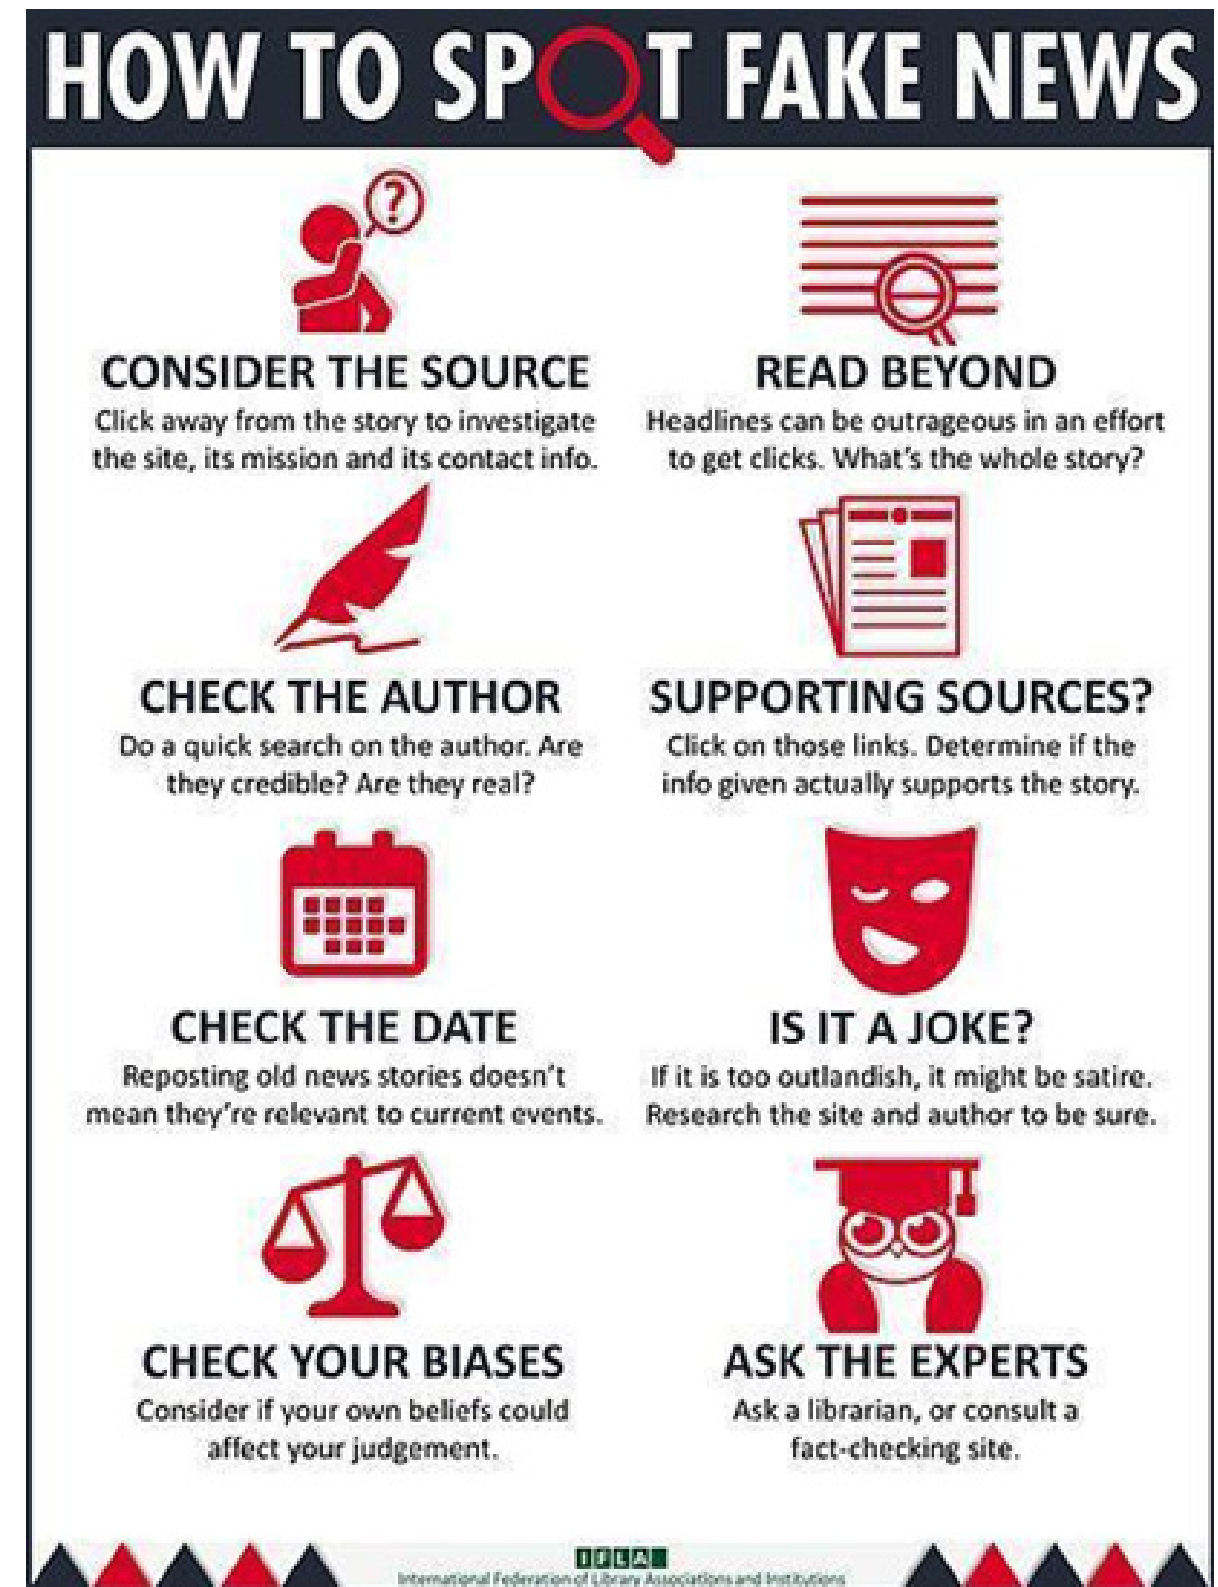 HOW TO SPOT FAKE NEWS
?
CONSIDER THE SOURCE
Click away from the story to investigate
the site, its mission and its contact info.
READ BEYOND
Headlines can be outrageous in an effort
to get clicks. What's the whole story?
CHECK THE AUTHOR
Do a quick search on the author. Are
they credible? Are they real?
SUPPORTING SOURCES?
Click on those links. Determine if the
info given actually supports the story.
CHECK THE DATE
Reposting old news stories doesn't
mean they're relevant to current events.
IS IT A JOKE?
If it is too outlandish, it might be satire.
Research the site and author to be sure.
CHECK YOUR BIASES
Consider if your own beliefs could
affect your judgement.
ASK THE EXPERTS
Ask a librarian, or consult a
fact-checking site.
IFLA
International Federation of Library Associations and Institutions